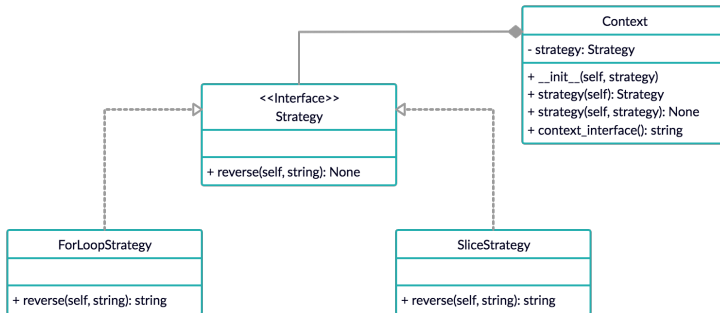 Context
- strategy: Strategy
+ __init__(self, strategy)
+ strategy(self): Strategy
+ strategy(self, strategy): None
+ context_interface(): string
<<Interface>>
Strategy
+ reverse(self, string): None
ForLoopStrategy
+ reverse(self, string): string
SliceStrategy
+ reverse(self, string): string